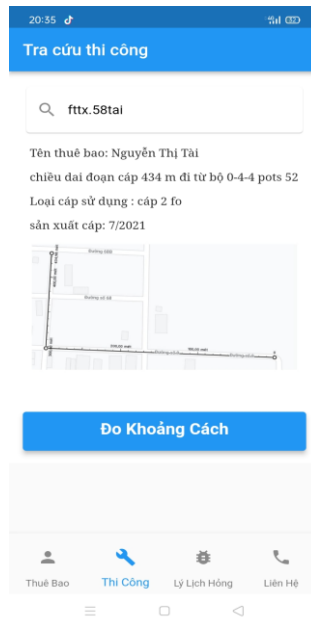 20:35
Tra cứu thi công
fttx.58tai
Tên thuê bao: Nguyễn Thị Tài
chiều dai đoạn cáp 434 m đi từ bộ 0-4-4 pots 52
Loại cáp sử dụng : cáp 2 fo
sản xuất cáp: 7/2021
Đo Khoảng Cách
Thuê Bao
Thi Công
Lý Lịch Hỏng
Liên Hệ